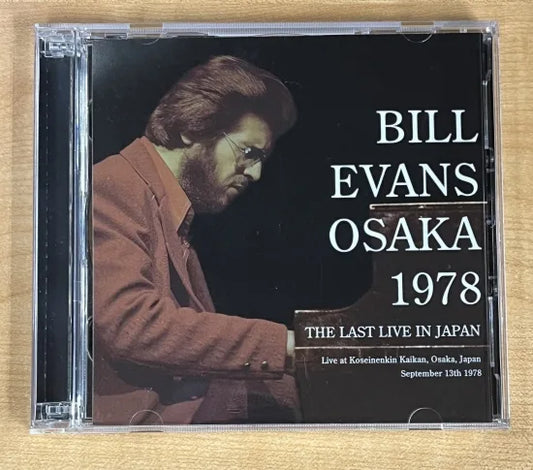 BILL
EVANS
OSAKA
1978
THE LAST LIVE IN JAPAN
Live at Koseinenkin Kaikan, Osaka, Japan
September 13th 1978